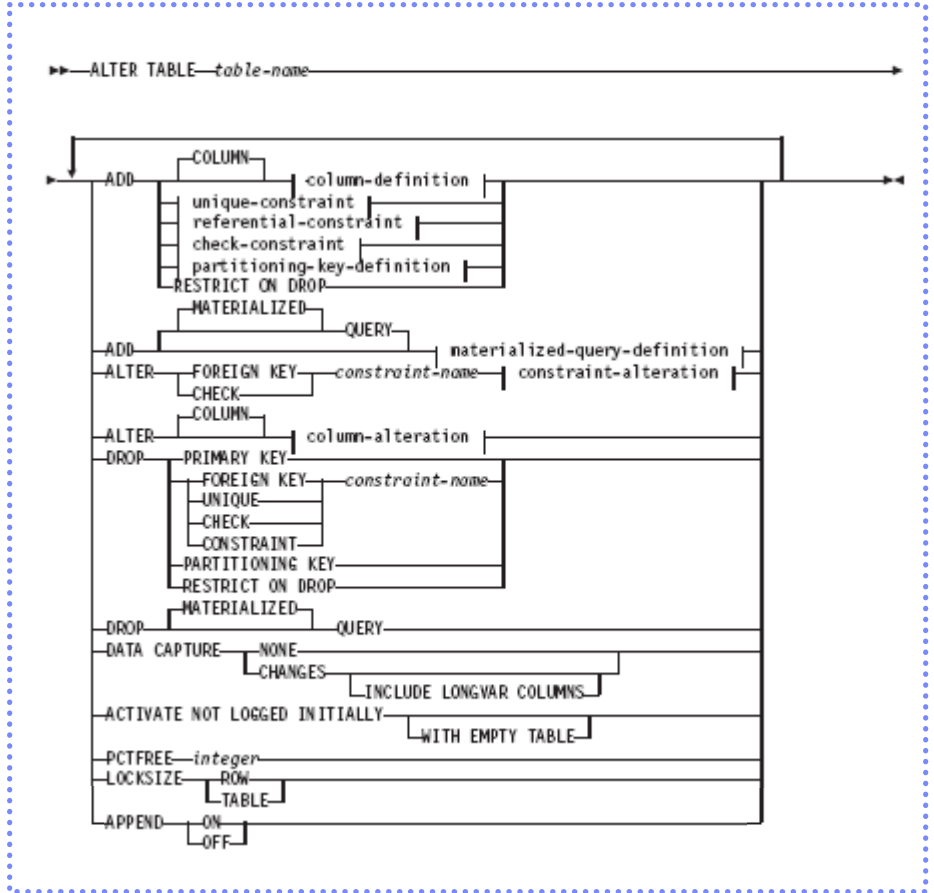 ALTER TABLE table-name
COLUMN
ADD column-definition
unique-constraint
referential-constraint
check-constraint
partitioning-key-definition
RESTRICT ON DROP
MATERIALIZED
QUERY
ADD materialized-query-definition
ALTER FOREIGN KEY constraint-name constraint-alteration
CHECK
COLUMN
ALTER column-alteration
DROP PRIMARY KEY
FOREIGN KEY constraint-name
UNIQUE
CHECK
CONSTRAINT
PARTITIONING KEY
RESTRICT ON DROP
MATERIALIZED
DROP QUERY
DATA CAPTURE NONE
CHANGES
INCLUDE LONGVAR COLUMNS
ACTIVATE NOT LOGGED INITIALLY
WITH EMPTY TABLE
PCTFREE integer
LOCKSIZE ROW
TABLE
APPEND ON
OFF